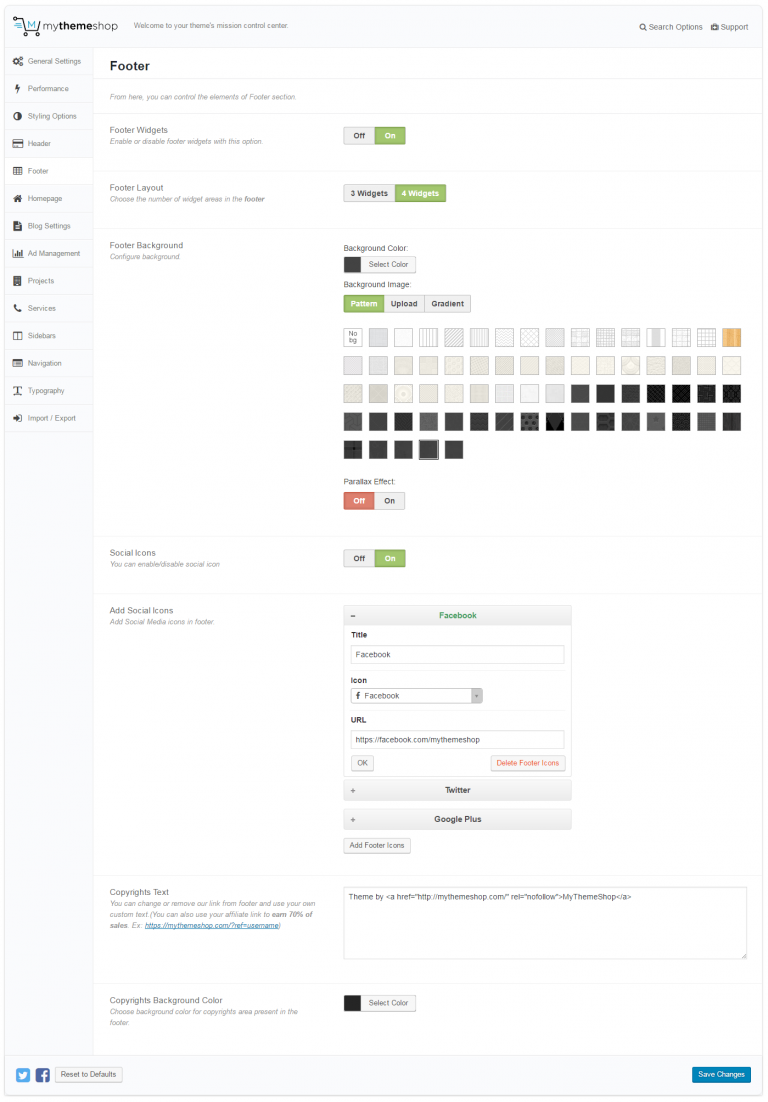 mythemeshop
Welcome to your theme's mission control center.
Search Options
Support
General Settings
Performance
Styling Options
Header
Footer
Homepage
Blog Settings
Ad Management
Projects
Services
Sidebars
Navigation
Typography
Import / Export
Footer
From here, you can control the elements of Footer section.
Footer Widgets
Enable or disable footer widgets with this option.
Off On
Footer Layout
Choose the number of widget areas in the footer
3 Widgets 4 Widgets
Footer Background
Configure background.
Background Color:
Select Color
Background Image:
Pattern Upload Gradient
No
bg
Parallax Effect:
Off On
Social Icons
You can enable/disable social icon
Off On
Add Social Icons
Add Social Media icons in footer.
− Facebook
Title
Facebook
Icon
Facebook
URL
https://facebook.com/mythemeshop
OK Delete Footer Icons
+ Twitter
+ Google Plus
Add Footer Icons
Copyrights Text
You can change or remove our link from footer and use your own
custom text.(You can also use your affiliate link to earn 70% of
sales. Ex: https://mythemeshop.com/?ref=username)
Theme by <a href="http://mythemeshop.com/" rel="nofollow">MyThemeShop</a>
Copyrights Background Color
Choose background color for copyrights area present in the
footer.
Select Color
Reset to Defaults
Save Changes